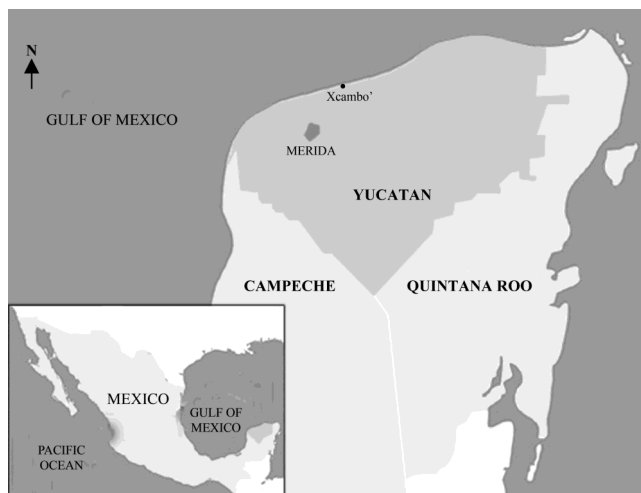 N
GULF OF MEXICO
Xcambo'
MERIDA
YUCATAN
CAMPECHE
QUINTANA ROO
MEXICO
GULF OF
MEXICO
PACIFIC
OCEAN